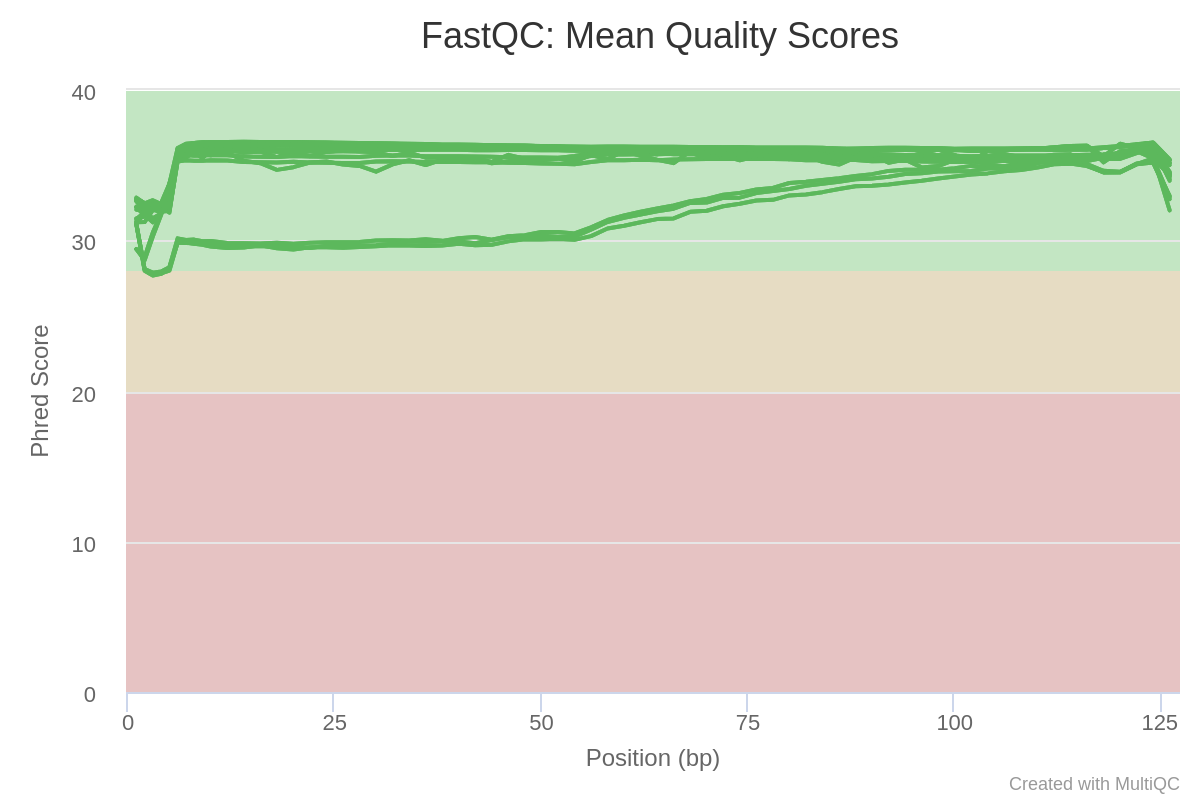 FastQC: Mean Quality Scores
40
30
20
10
0
Phred Score
0 25 50 75 100 125
Position (bp)
Created with MultiQC